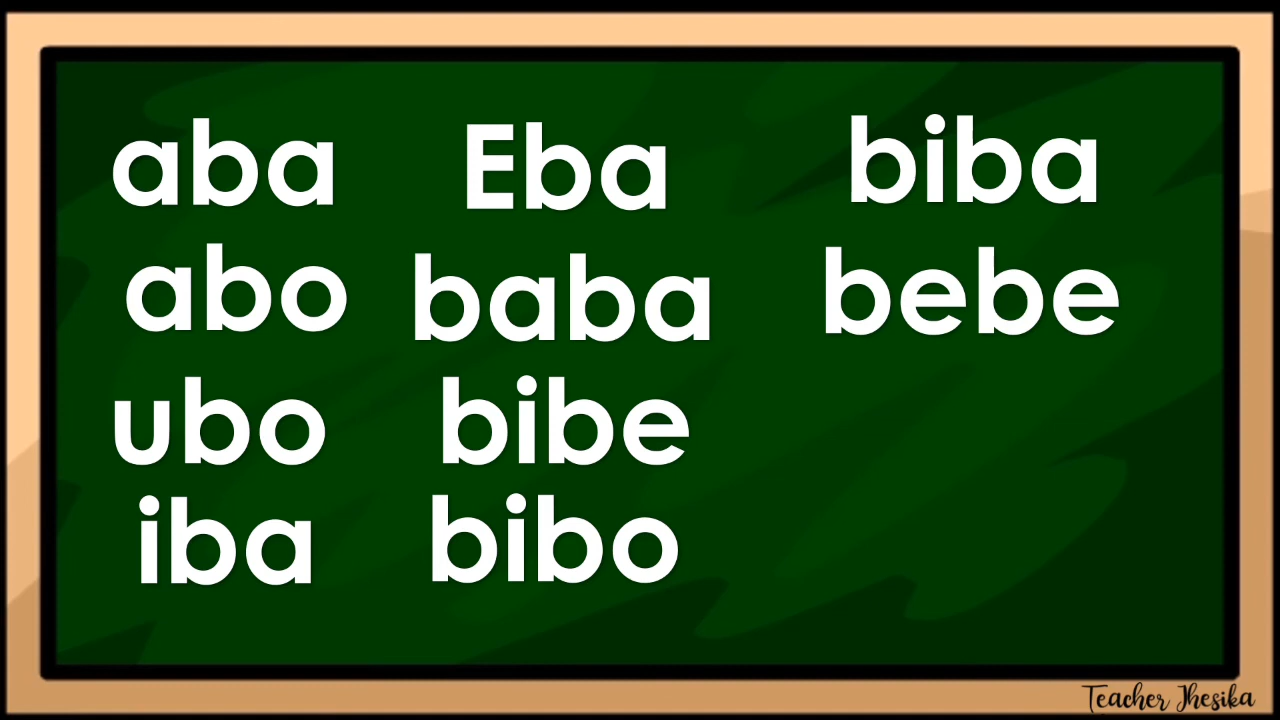 aba Eba biba
abo baba bebe
ubo bibe
iba bibo
Teacher Jhesika